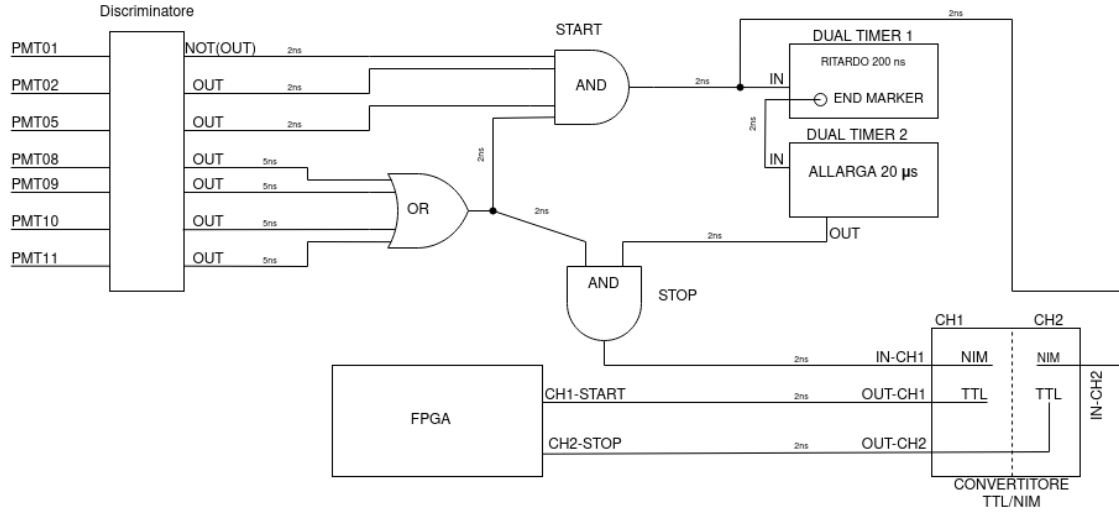 Discriminatore
PMT01
PMT02
PMT05
PMT08
PMT09
PMT10
PMT11
NOT(OUT)
OUT
OUT
OUT
OUT
OUT
OUT
2ns
2ns
2ns
5ns
5ns
5ns
5ns
OR
2ns
2ns
START
AND
2ns
2ns
DUAL TIMER 1
RITARDO 200 ns
IN
END MARKER
2ns
DUAL TIMER 2
IN
ALLARGA 20 µs
OUT
2ns
AND
STOP
CH1
CH2
2ns
IN-CH1
NIM
NIM
IN-CH2
FPGA
CH1-START
2ns
OUT-CH1
TTL
TTL
CH2-STOP
2ns
OUT-CH2
CONVERTITORE
TTL/NIM